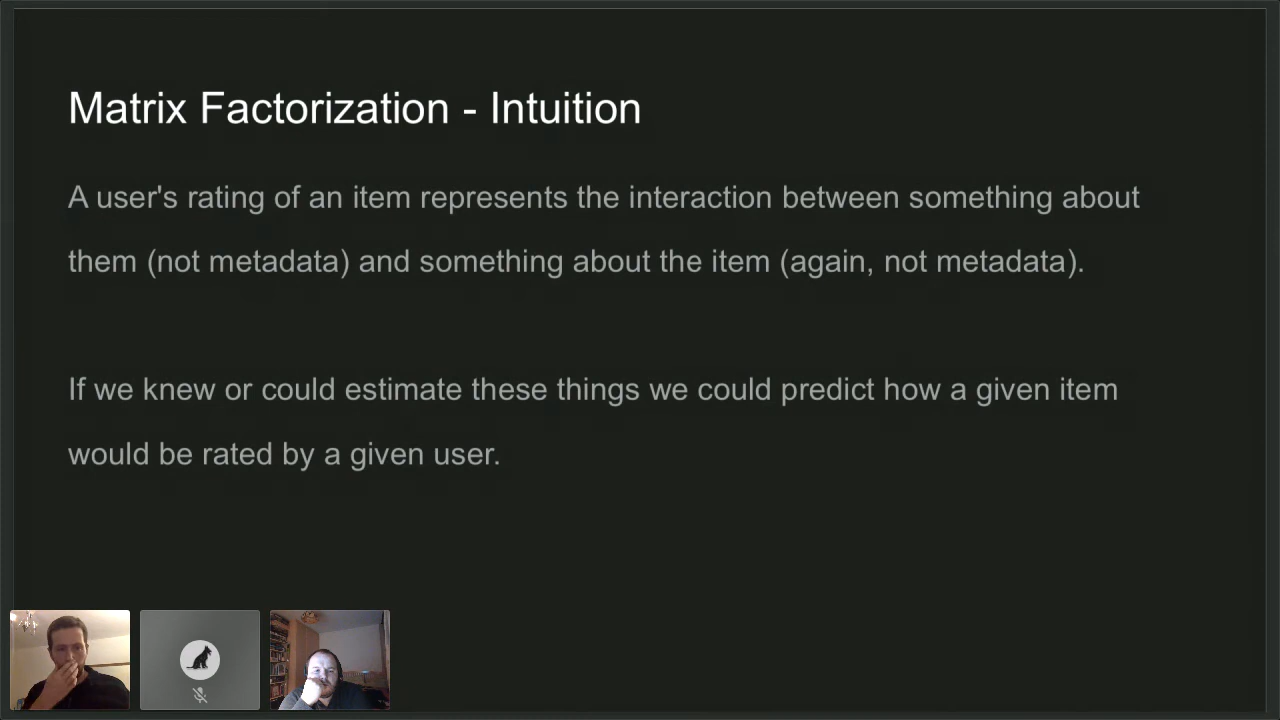 Matrix Factorization - Intuition
A user's rating of an item represents the interaction between something about
them (not metadata) and something about the item (again, not metadata).
If we knew or could estimate these things we could predict how a given item
would be rated by a given user.